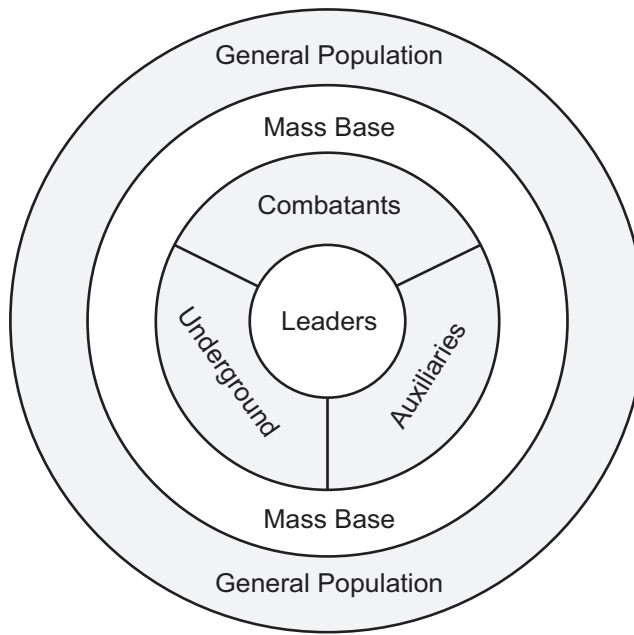 General Population
Mass Base
Combatants
Leaders
Underground
Auxiliaries
Mass Base
General Population